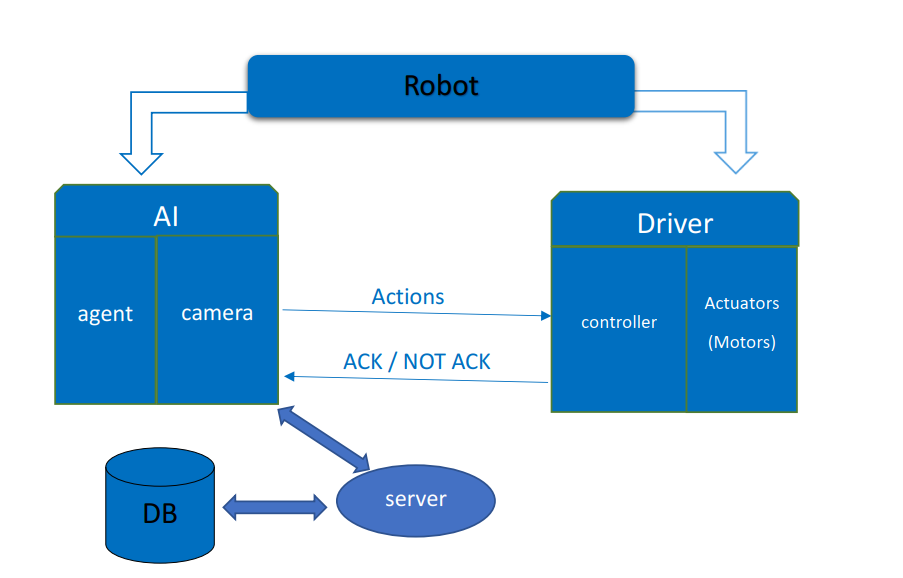 Robot
AI
agent
camera
Actions
ACK / NOT ACK
Driver
controller
Actuators
(Motors)
DB
server